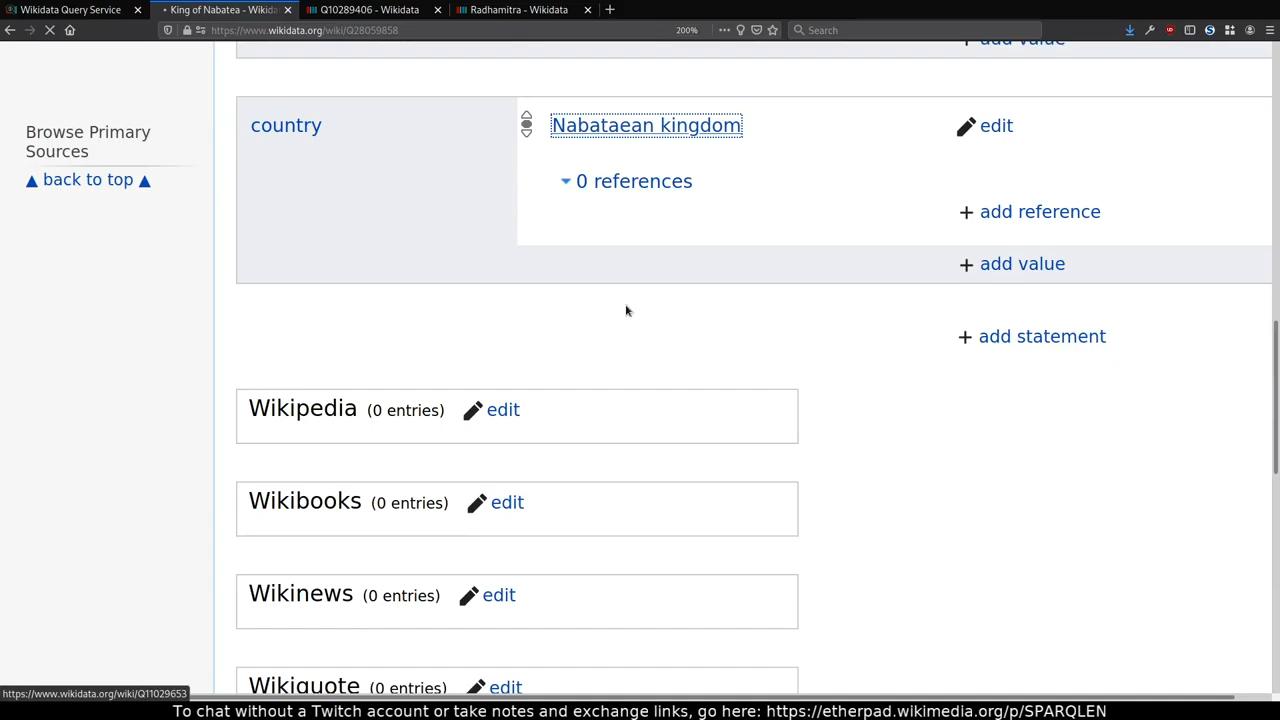 Wikidata Query Service
King of Nabatea - Wikida
Q10289406 - Wikidata
Radhamitra - Wikidata
https://www.wikidata.org/wiki/Q28059858
200%
Search
+ add value
Browse Primary
Sources
▲ back to top ▲
country
Nabataean kingdom
edit
0 references
+ add reference
+ add value
+ add statement
Wikipedia (0 entries) edit
Wikibooks (0 entries) edit
Wikinews (0 entries) edit
Wikiquote (0 entries) edit
https://www.wikidata.org/wiki/Q11029653
To chat without a Twitch account or take notes and exchange links, go here: https://etherpad.wikimedia.org/p/SPARQLEN